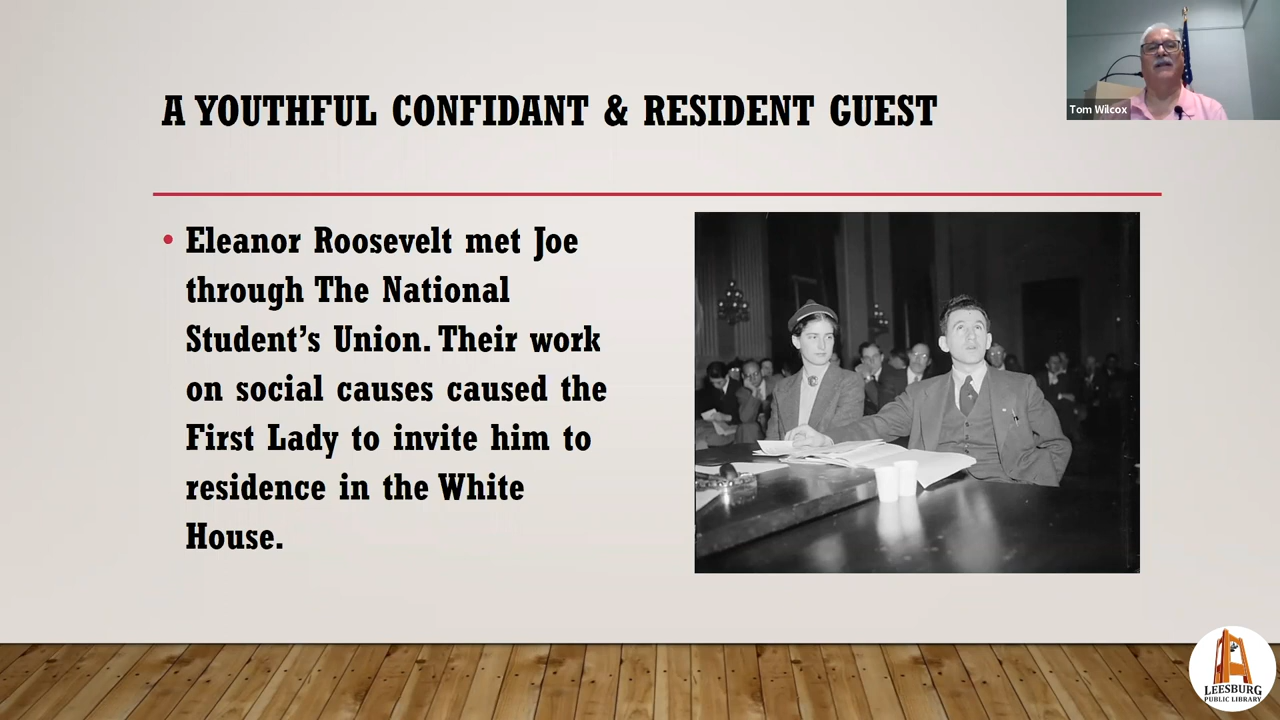 A YOUTHFUL CONFIDANT & RESIDENT GUEST
Tom Wilcox
Eleanor Roosevelt met Joe
through The National
Student’s Union. Their work
on social causes caused the
First Lady to invite him to
residence in the White
House.
LEESBURG
PUBLIC LIBRARY